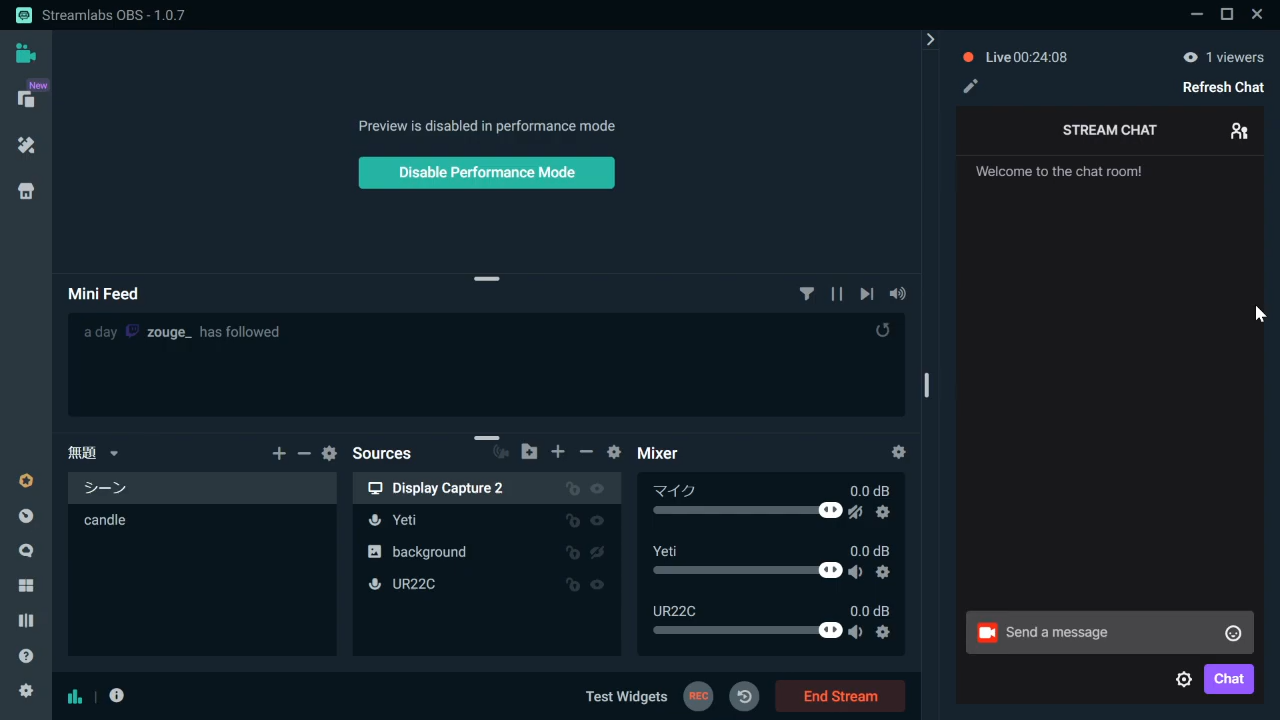 Streamlabs OBS - 1.0.7
New
Preview is disabled in performance mode
Disable Performance Mode
Mini Feed
a day zouge_ has followed
無題
シーン
candle
Sources
Display Capture 2
Yeti
background
UR22C
Mixer
マイク 0.0 dB
Yeti 0.0 dB
UR22C 0.0 dB
Test Widgets
REC
End Stream
Live 00:24:08
1 viewers
Refresh Chat
STREAM CHAT
Welcome to the chat room!
Send a message
Chat